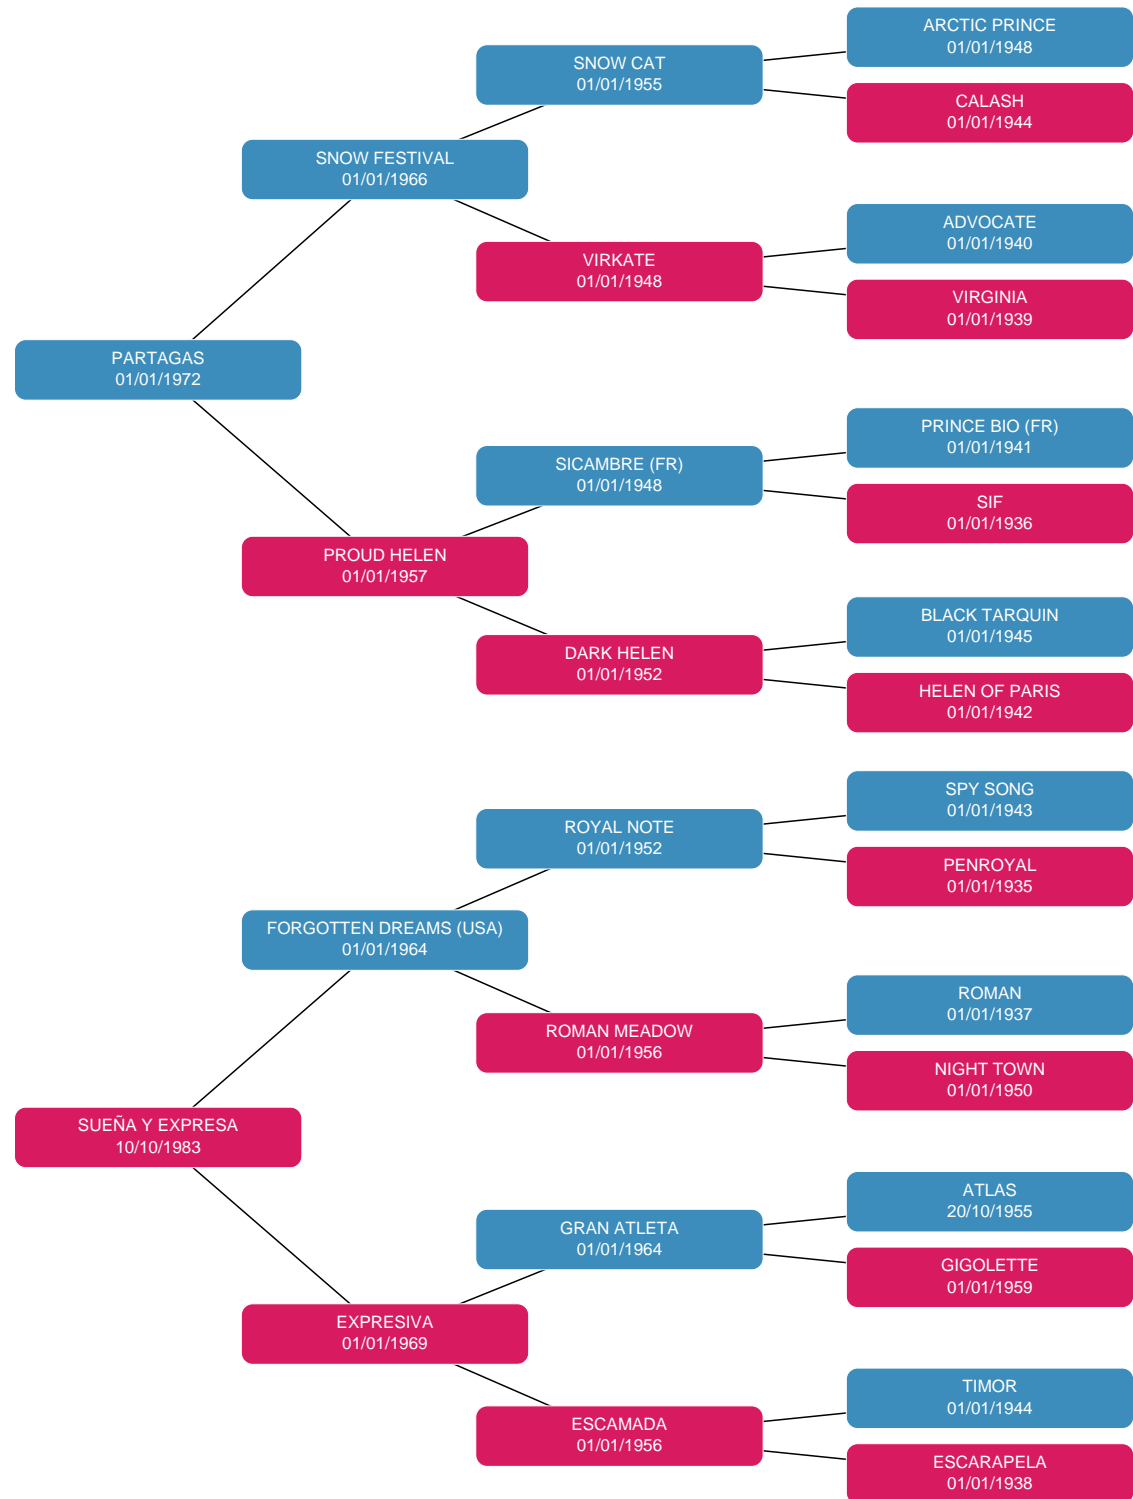 ARCTIC PRINCE
01/01/1948
SNOW CAT
01/01/1955
CALASH
01/01/1944
SNOW FESTIVAL
01/01/1966
ADVOCATE
01/01/1940
VIRKATE
01/01/1948
VIRGINIA
01/01/1939
PARTAGAS
01/01/1972
PRINCE BIO (FR)
01/01/1941
SICAMBRE (FR)
01/01/1948
SIF
01/01/1936
PROUD HELEN
01/01/1957
BLACK TARQUIN
01/01/1945
DARK HELEN
01/01/1952
HELEN OF PARIS
01/01/1942
SPY SONG
01/01/1943
ROYAL NOTE
01/01/1952
PENROYAL
01/01/1935
FORGOTTEN DREAMS (USA)
01/01/1964
ROMAN
01/01/1937
ROMAN MEADOW
01/01/1956
NIGHT TOWN
01/01/1950
SUEÑA Y EXPRESA
10/10/1983
ATLAS
20/10/1955
GRAN ATLETA
01/01/1964
GIGOLETTE
01/01/1959
EXPRESIVA
01/01/1969
TIMOR
01/01/1944
ESCAMADA
01/01/1956
ESCARAPELA
01/01/1938